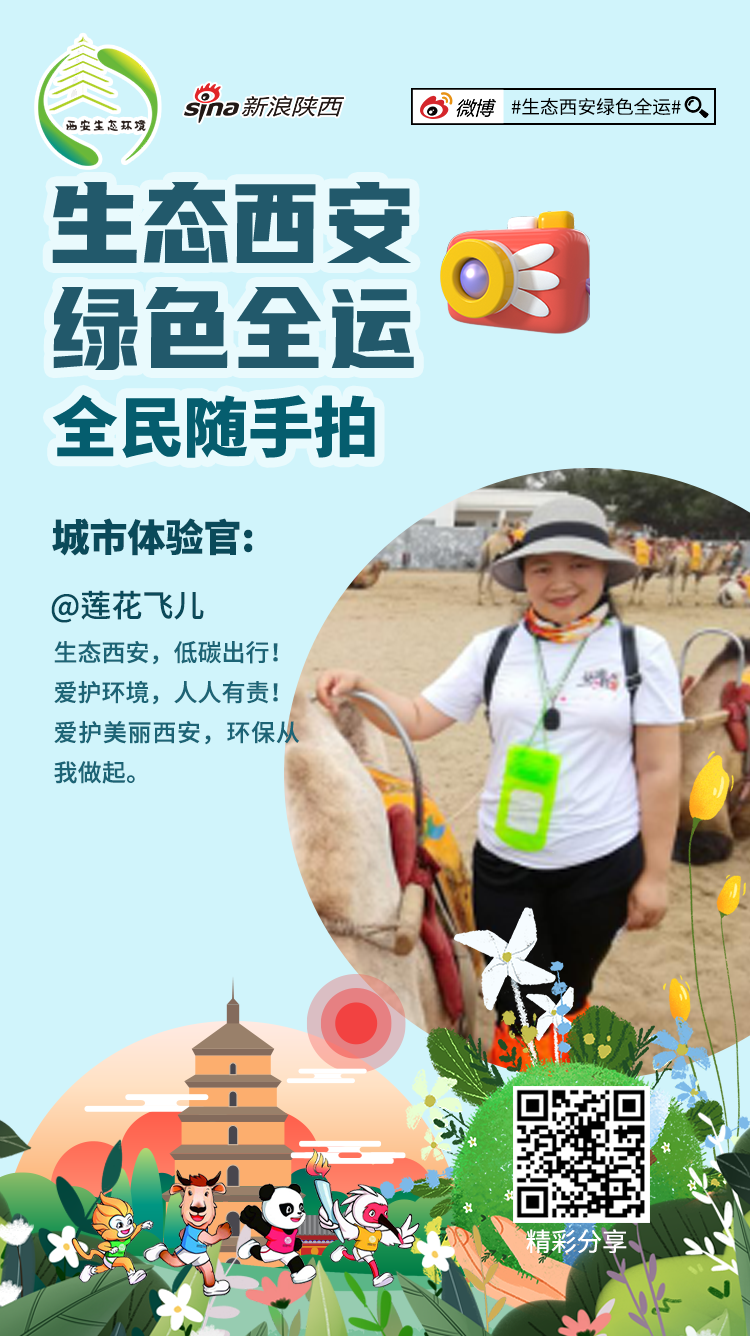 西安生态环境
sina新浪陕西
微博 #生态西安绿色全运#
生态西安
绿色全运
全民随手拍
城市体验官:
@莲花飞儿
生态西安，低碳出行！
爱护环境，人人有责！
爱护美丽西安，环保从
我做起。
精彩分享